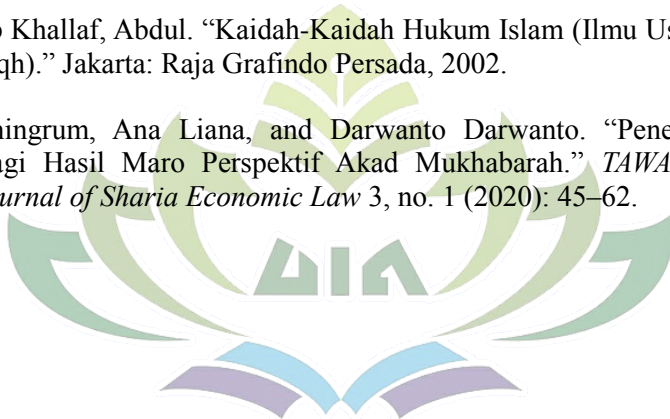 Khallaf, Abdul. “Kaidah-Kaidah Hukum Islam (Ilmu Us
qh).” Jakarta: Raja Grafindo Persada, 2002.
ningrum, Ana Liana, and Darwanto Darwanto. “Pene
agi Hasil Maro Perspektif Akad Mukhabarah.” TAWA
urnal of Sharia Economic Law 3, no. 1 (2020): 45–62.
UIN